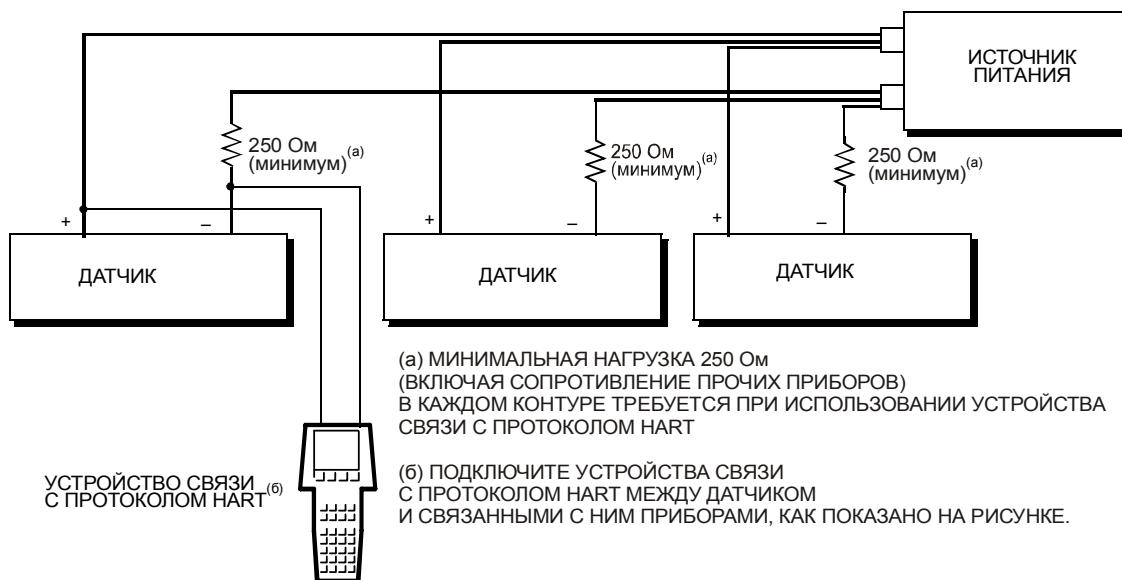 ИСТОЧНИК
ПИТАНИЯ
250 Ом
(минимум)(а)
250 Ом
(минимум)(а)
250 Ом
(минимум)(а)
+
–
+
–
+
–
ДАТЧИК
ДАТЧИК
ДАТЧИК
(а) МИНИМАЛЬНАЯ НАГРУЗКА 250 Ом
(ВКЛЮЧАЯ СОПРОТИВЛЕНИЕ ПРОЧИХ ПРИБОРОВ)
В КАЖДОМ КОНТУРЕ ТРЕБУЕТСЯ ПРИ ИСПОЛЬЗОВАНИИ УСТРОЙСТВА
СВЯЗИ С ПРОТОКОЛОМ HART
УСТРОЙСТВО СВЯЗИ
С ПРОТОКОЛОМ HART(б)
(б) ПОДКЛЮЧИТЕ УСТРОЙСТВА СВЯЗИ
С ПРОТОКОЛОМ HART МЕЖДУ ДАТЧИКОМ
И СВЯЗАННЫМИ С НИМ ПРИБОРАМИ, КАК ПОКАЗАНО НА РИСУНКЕ.